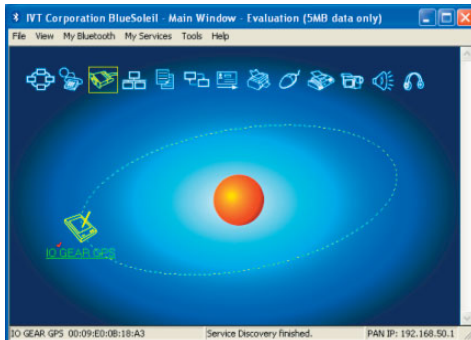 IVT Corporation BlueSoleil - Main Window - Evaluation (5MB data only)
File View My Bluetooth My Services Tools Help
IO GEAR GPS
IO GEAR GPS 00:09:E0:0B:18:A3 Service Discovery finished. PAN IP: 192.168.50.1